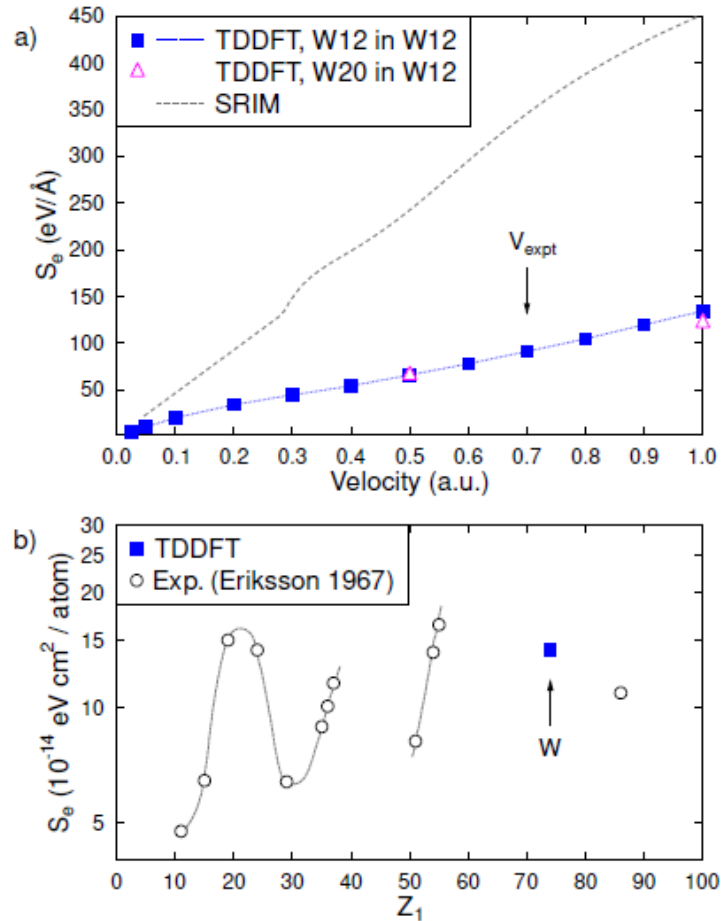 a)
450
400
350
300
250
200
150
100
50
S_e (eV/Å)
TDDFT, W12 in W12
TDDFT, W20 in W12
SRIM
V_expt
0.0 0.1 0.2 0.3 0.4 0.5 0.6 0.7 0.8 0.9 1.0
Velocity (a.u.)
b)
30
25
20
15
10
5
S_e (10^-14 eV cm^2 / atom)
TDDFT
Exp. (Eriksson 1967)
W
0 10 20 30 40 50 60 70 80 90 100
Z_1